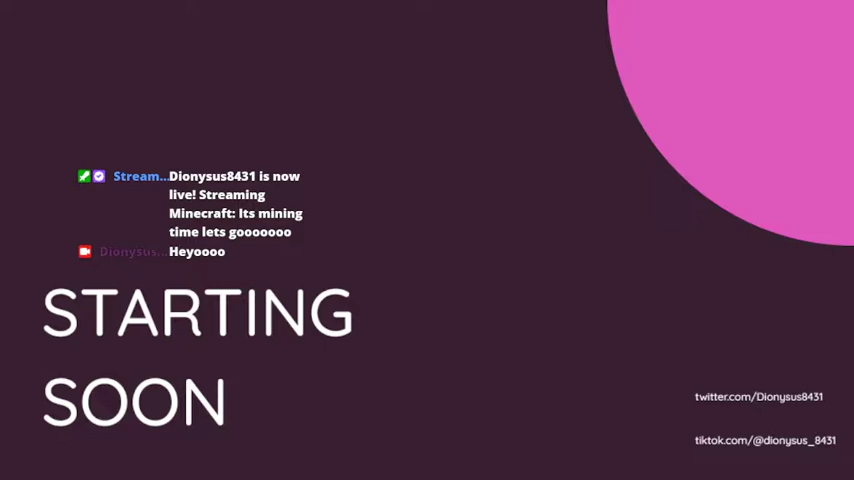 Stream...Dionysus8431 is now
live! Streaming
Minecraft: Its mining
time lets gooooooo
Dionysus...Heyoooo
STARTING
SOON
twitter.com/Dionysus8431
tiktok.com/@dionysus_8431